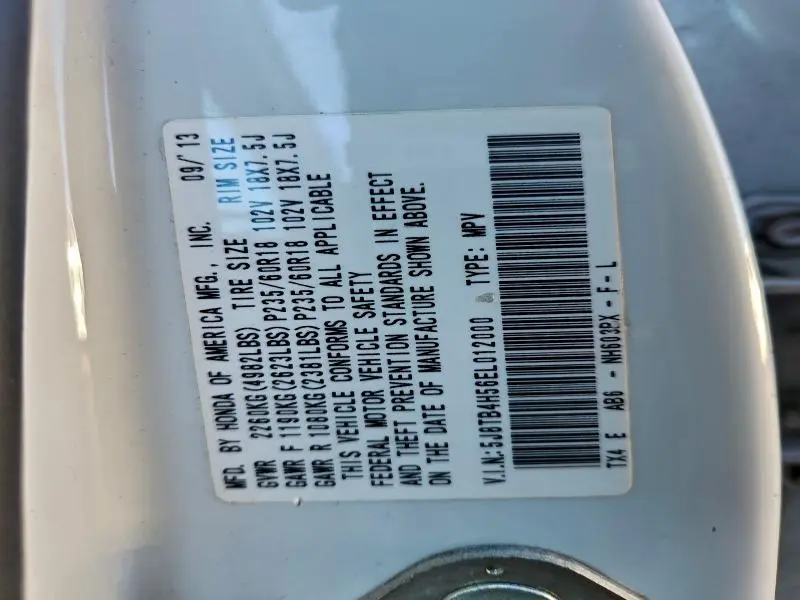 MFD. BY HONDA OF AMERICA MFG., INC. 09/'13
GVWR 2260KG(4982LBS) TIRE SIZE RIM SIZE
GAWR F 1190KG(2623LBS)P235/60R18 102V 18X7.5J
GAWR R 1080KG(2381LBS)P235/60R18 102V 18X7.5J
THIS VEHICLE CONFORMS TO ALL APPLICABLE
FEDERAL MOTOR VEHICLE SAFETY
AND THEFT PREVENTION STANDARDS IN EFFECT
ON THE DATE OF MANUFACTURE SHOWN ABOVE.
V.I.N:5J8TB4H56EL012000 TYPE: MPV
TX4 E AB6 - NH603PX - F - L